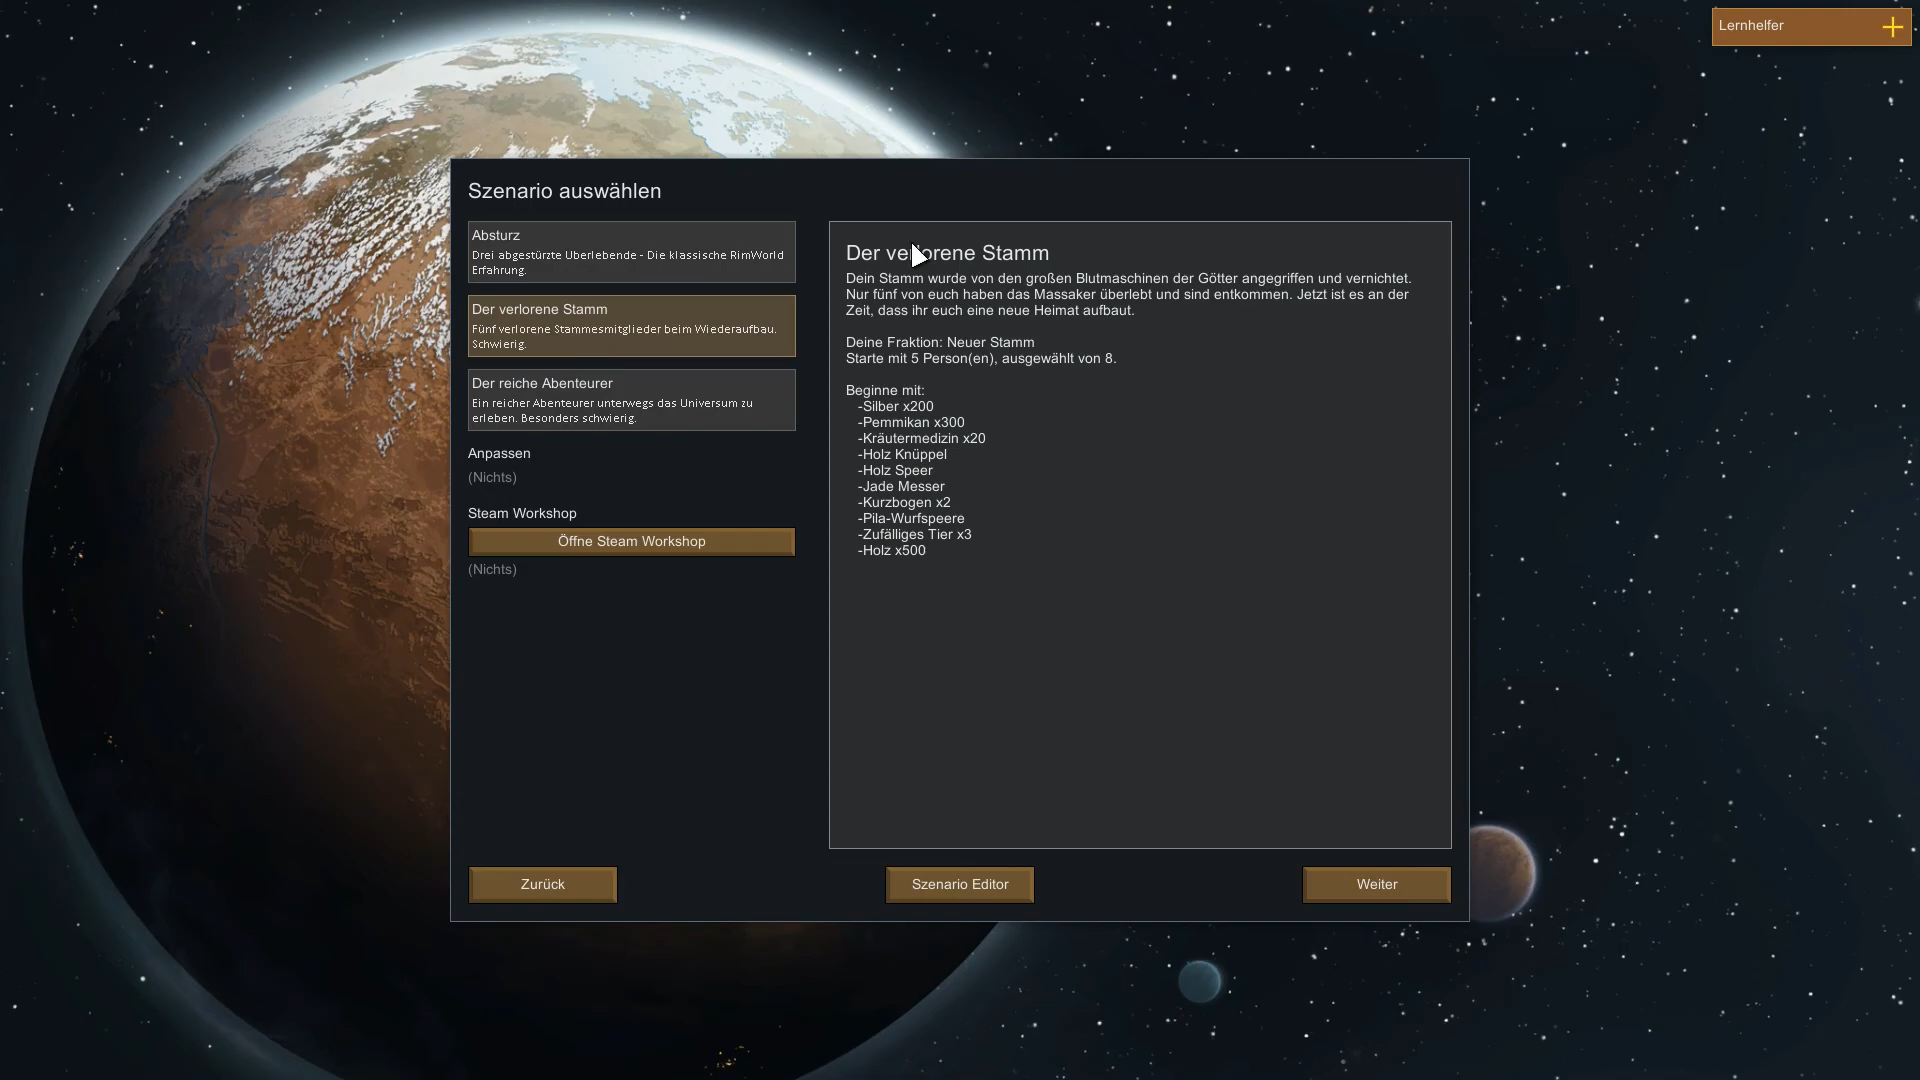 Lernhelfer
Szenario auswählen
Absturz
Drei abgestürzte Überlebende - Die klassische RimWorld
Erfahrung.
Der verlorene Stamm
Fünf verlorene Stammesmitglieder beim Wiederaufbau.
Schwierig.
Der reiche Abenteurer
Ein reicher Abenteurer unterwegs das Universum zu
erleben. Besonders schwierig.
Anpassen
(Nichts)
Steam Workshop
Öffne Steam Workshop
(Nichts)
Der verlorene Stamm
Dein Stamm wurde von den großen Blutmaschinen der Götter angegriffen und vernichtet.
Nur fünf von euch haben das Massaker überlebt und sind entkommen. Jetzt ist es an der
Zeit, dass ihr euch eine neue Heimat aufbaut.
Deine Fraktion: Neuer Stamm
Starte mit 5 Person(en), ausgewählt von 8.
Beginne mit:
-Silber x200
-Pemmikan x300
-Kräutermedizin x20
-Holz Knüppel
-Holz Speer
-Jade Messer
-Kurzbogen x2
-Pila-Wurfspeere
-Zufälliges Tier x3
-Holz x500
Zurück
Szenario Editor
Weiter